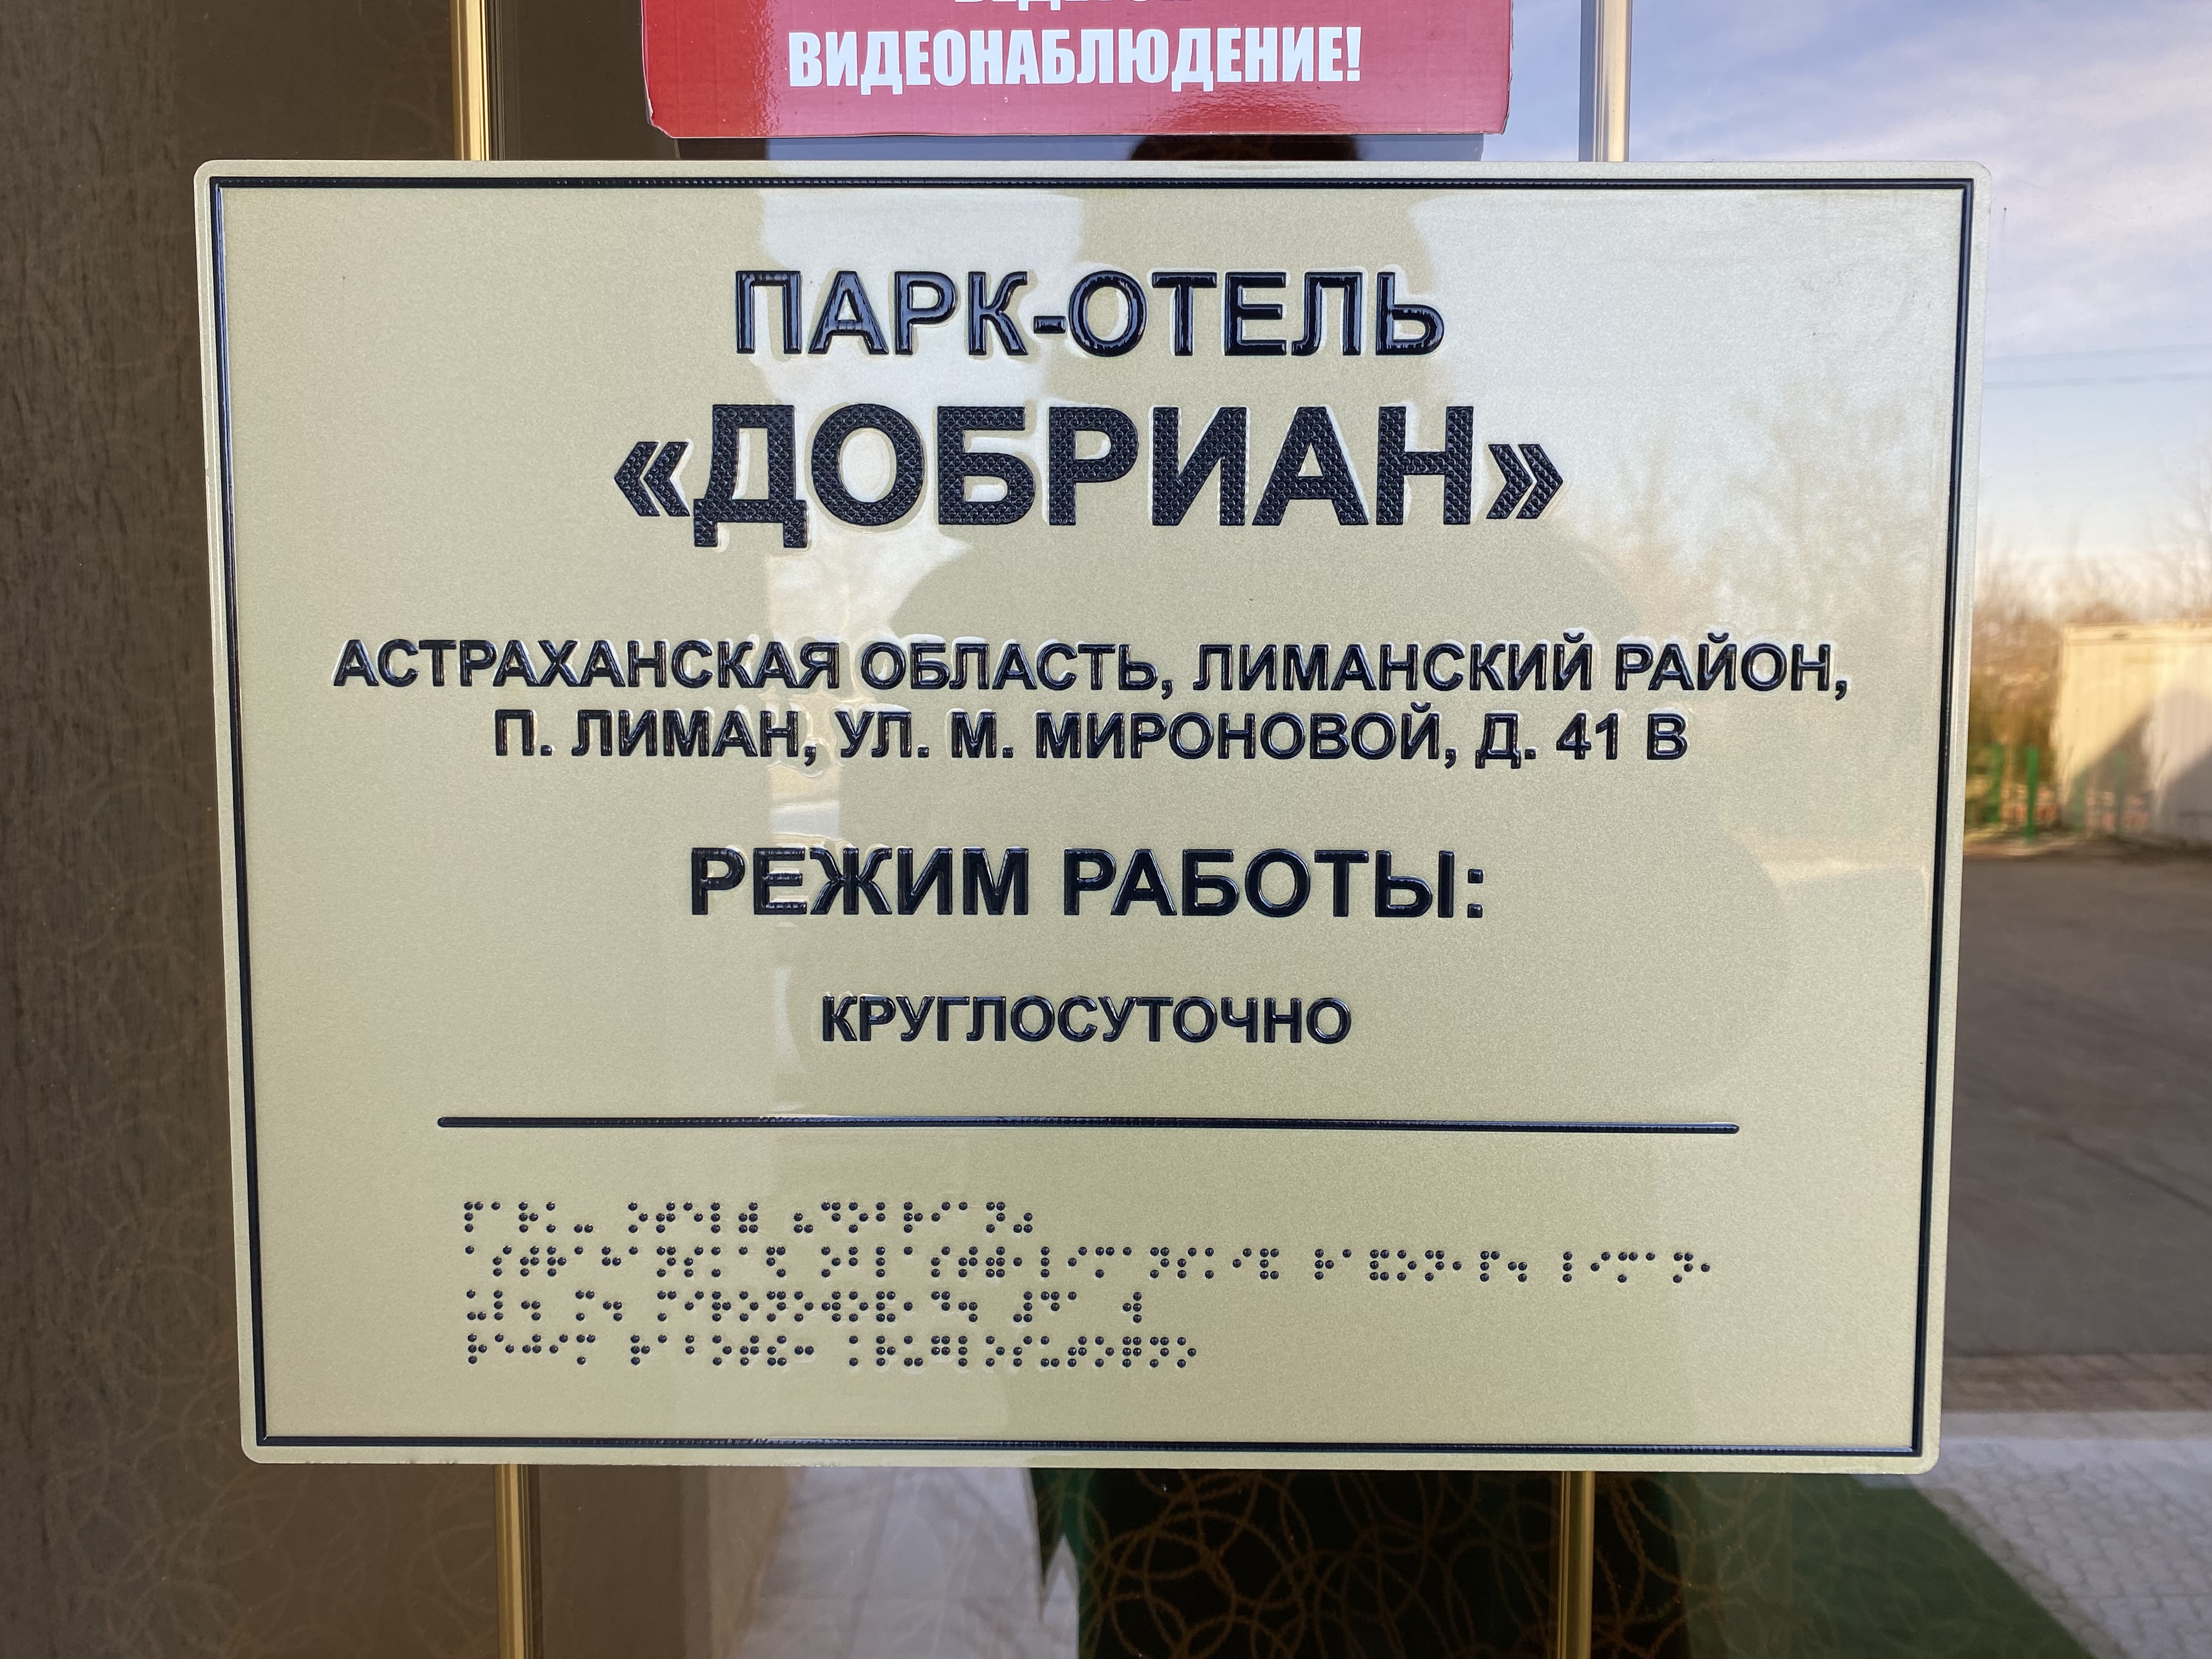 ВИДЕОНАБЛЮДЕНИЕ!
ПАРК-ОТЕЛЬ
«ДОБРИАН»
АСТРАХАНСКАЯ ОБЛАСТЬ, ЛИМАНСКИЙ РАЙОН,
П. ЛИМАН, УЛ. М. МИРОНОВОЙ, Д. 41 В
РЕЖИМ РАБОТЫ:
КРУГЛОСУТОЧНО